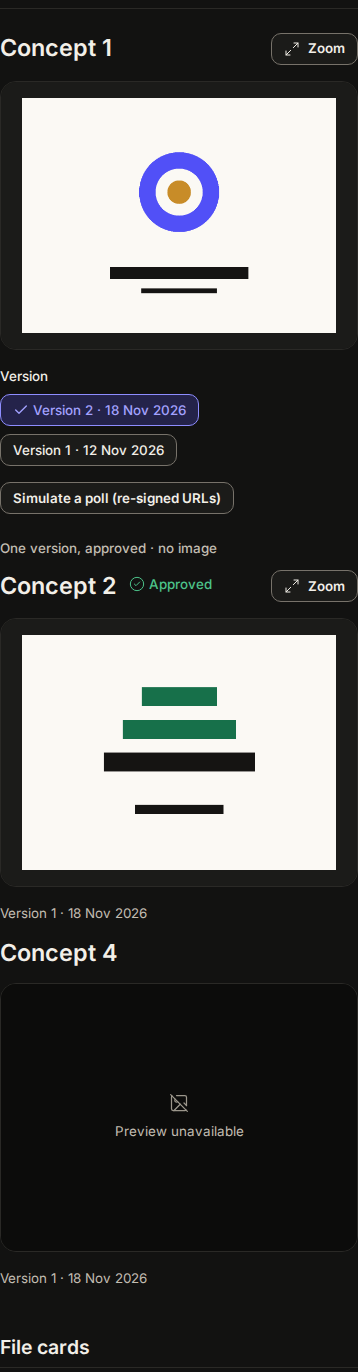 Concept 1
Zoom
Version
Version 2 · 18 Nov 2026
Version 1 · 12 Nov 2026
Simulate a poll (re-signed URLs)
One version, approved · no image
Concept 2
Approved
Zoom
Version 1 · 18 Nov 2026
Concept 4
Preview unavailable
Version 1 · 18 Nov 2026
File cards